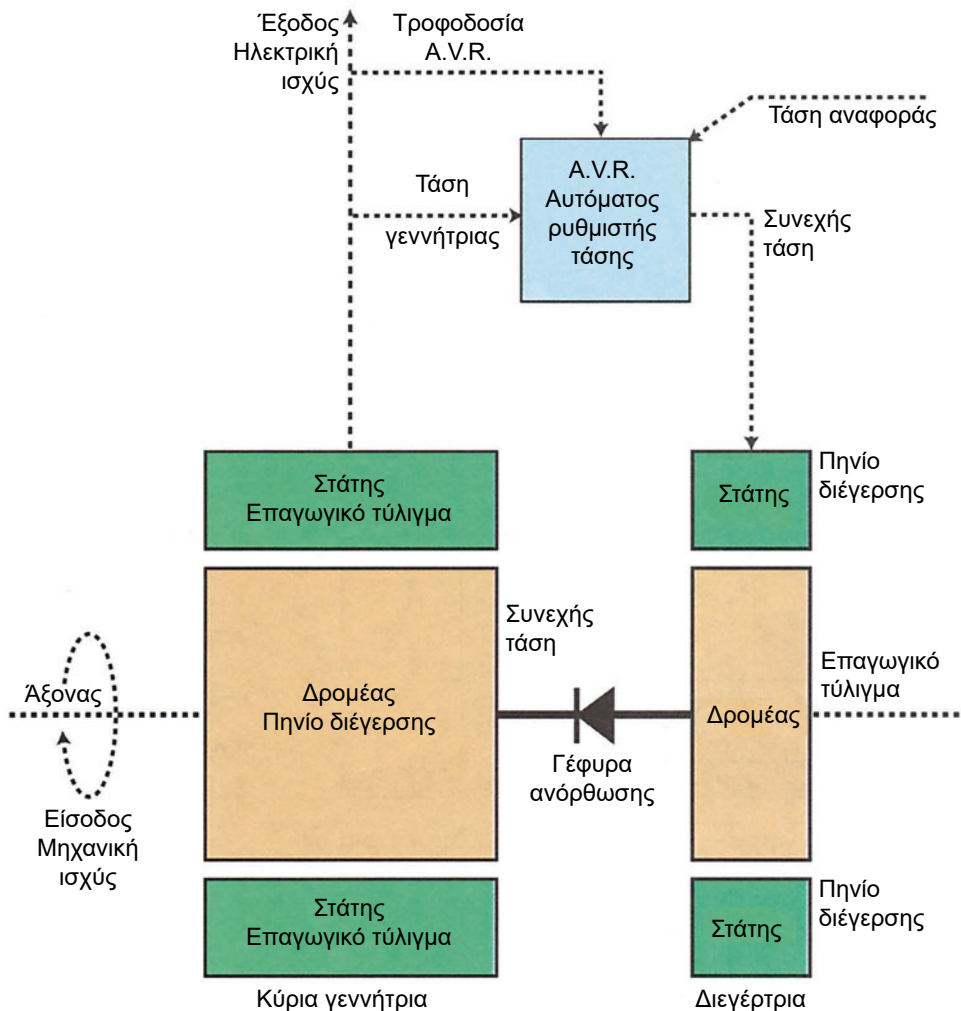 Έξοδος
Ηλεκτρική
ισχύς
Τροφοδοσία
A.V.R.
Τάση αναφοράς
A.V.R.
Αυτόματος
ρυθμιστής
τάσης
Τάση
γεννήτριας
Συνεχής
τάση
Στάτης
Επαγωγικό τύλιγμα
Στάτης
Πηνίο
διέγερσης
Συνεχής
τάση
Άξονας
Δρομέας
Πηνίο διέγερσης
Δρομέας
Επαγωγικό
τύλιγμα
Γέφυρα
ανόρθωσης
Είσοδος
Μηχανική
ισχύς
Στάτης
Επαγωγικό τύλιγμα
Στάτης
Πηνίο
διέγερσης
Κύρια γεννήτρια
Διεγέρτρια